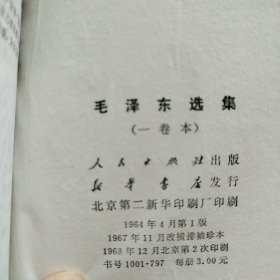 毛泽东选集
(一卷本)
人民出版社出版
新华书店发行
北京第二新华印刷厂印刷
1964年4月第1版
1967年11月改横排袖珍本
1968年12月北京第2次印刷
书号1001·797 每册3.00元